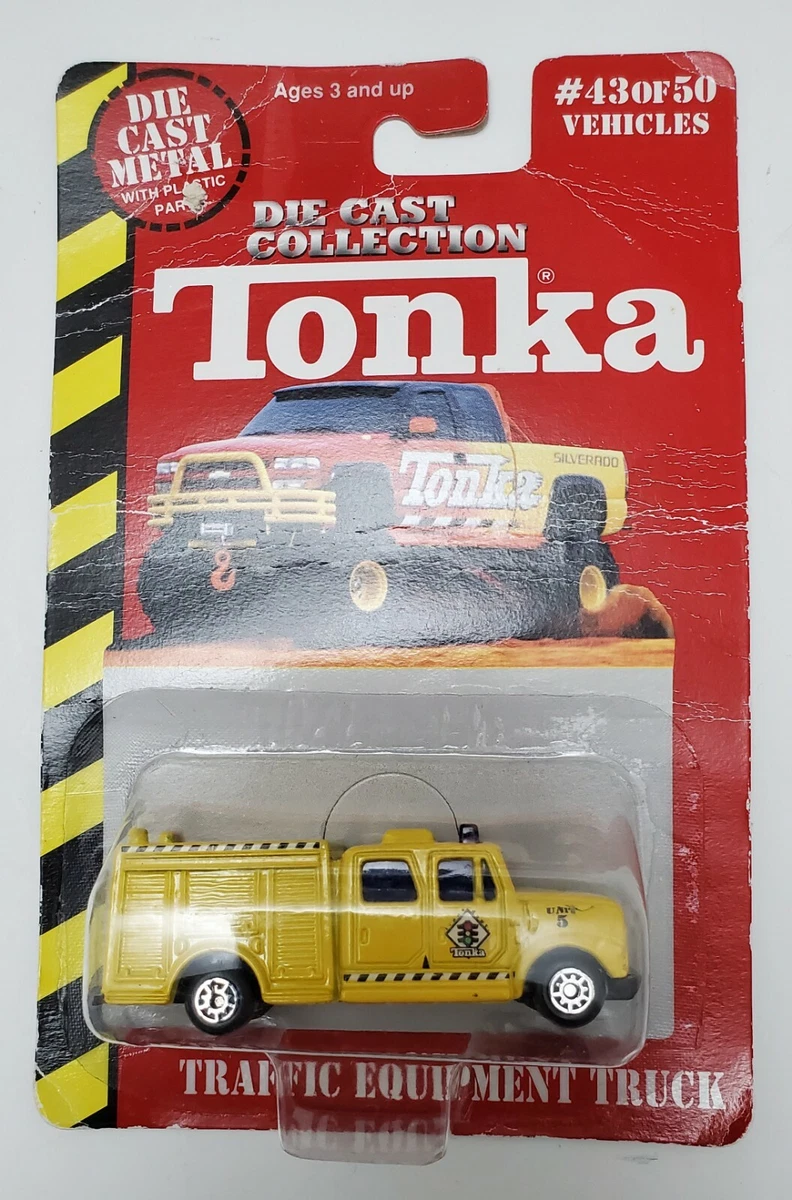 DIE
CAST
METAL
WITH PLASTIC
PARTS
Ages 3 and up
#43OF50
VEHICLES
DIE CAST
COLLECTION
Tonka®
SILVERADO
Tonka
UNIT
5
Tonka
TRAFFIC EQUIPMENT TRUCK